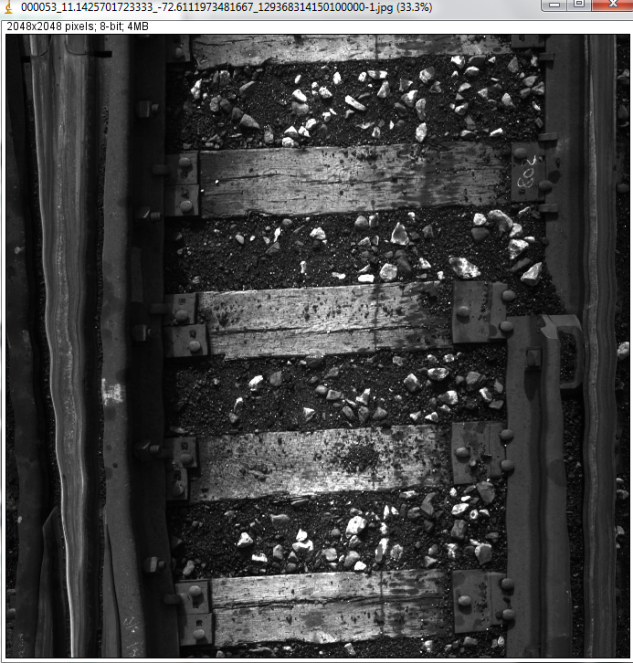 000053_11.1425701723333_-72.6111973481667_129368314150100000-1.jpg (33.3%)
2048x2048 pixels; 8-bit; 4MB